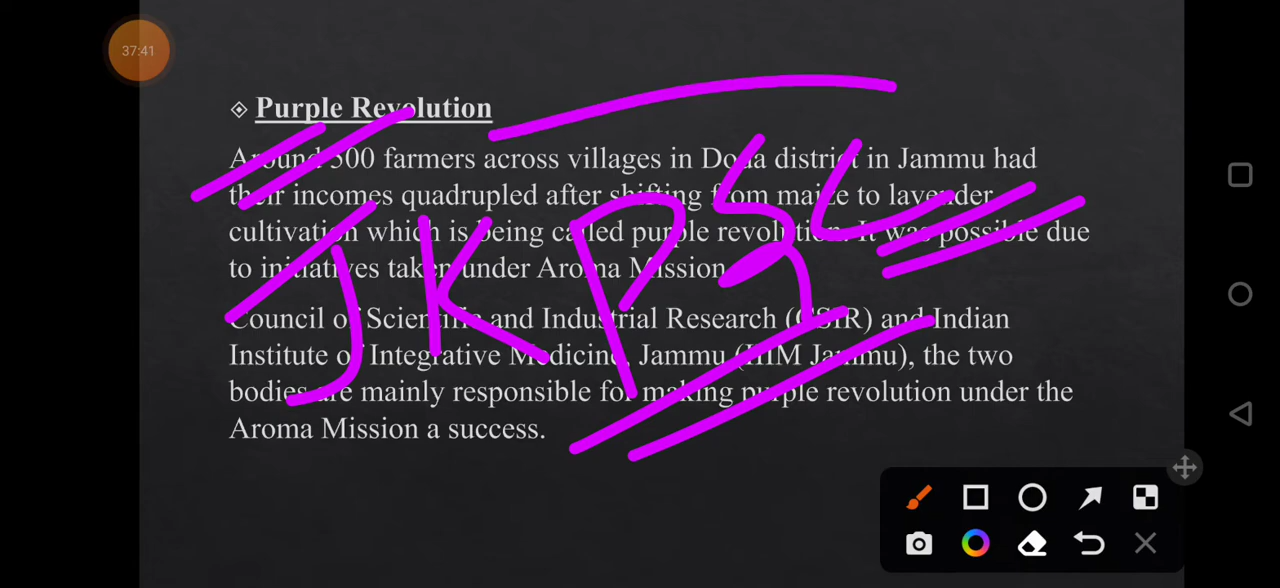 37:41
Purple Revolution
Around 500 farmers across villages in Doda district in Jammu had
their incomes quadrupled after shifting from maize to lavender
cultivation which is being called purple revolution. It was possible due
to initiatives taken under Aroma Mission
JKPSC
Council of Scientific and Industrial Research (CSIR) and Indian
Institute of Integrative Medicine, Jammu (IIIM Jammu), the two
bodies are mainly responsible for making purple revolution under the
Aroma Mission a success.